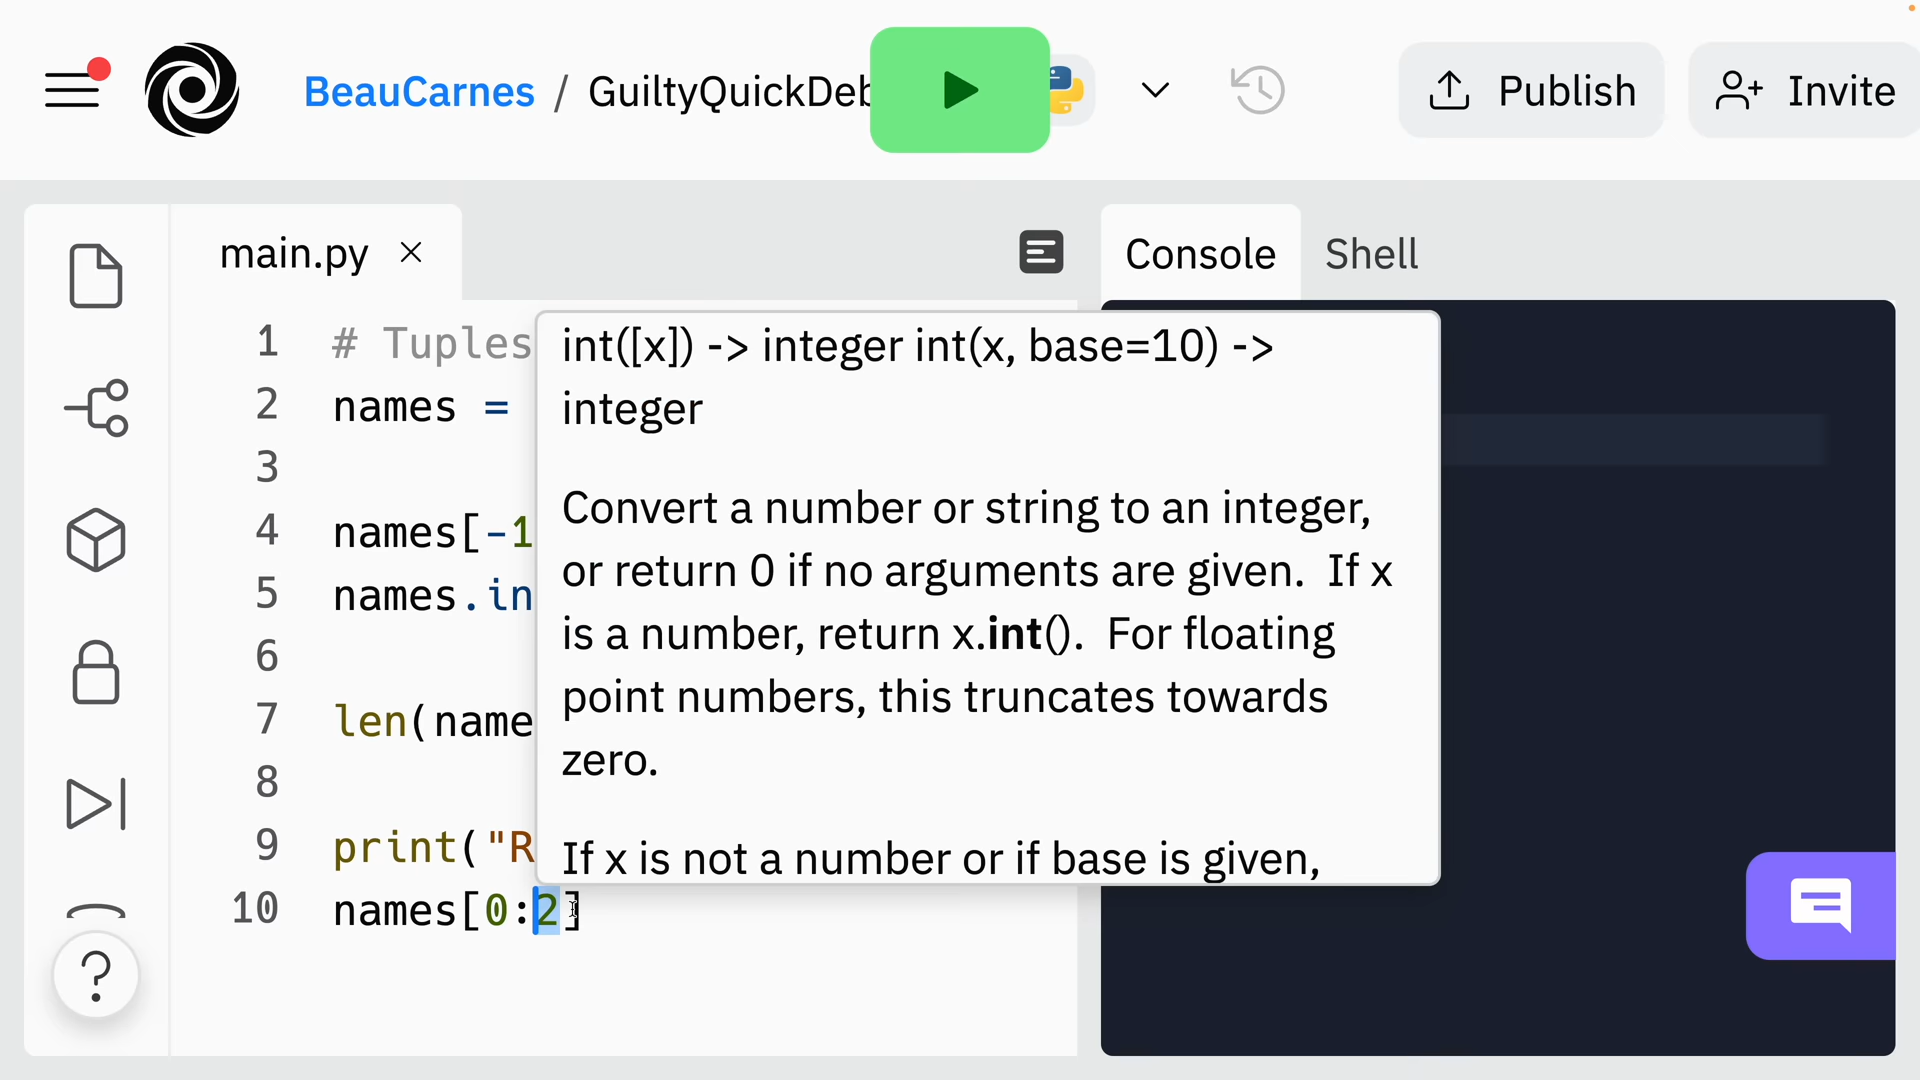 BeauCarnes / GuiltyQuickDeb
Publish
Invite
main.py
Console
Shell
1 # Tuples
2 names =
3
4 names[-1
5 names.in
6
7 len(name
8
9 print("R
10 names[0:2]
int([x]) -> integer int(x, base=10) ->
integer
Convert a number or string to an integer,
or return 0 if no arguments are given.  If x
is a number, return x.int().  For floating
point numbers, this truncates towards
zero.
If x is not a number or if base is given,
?